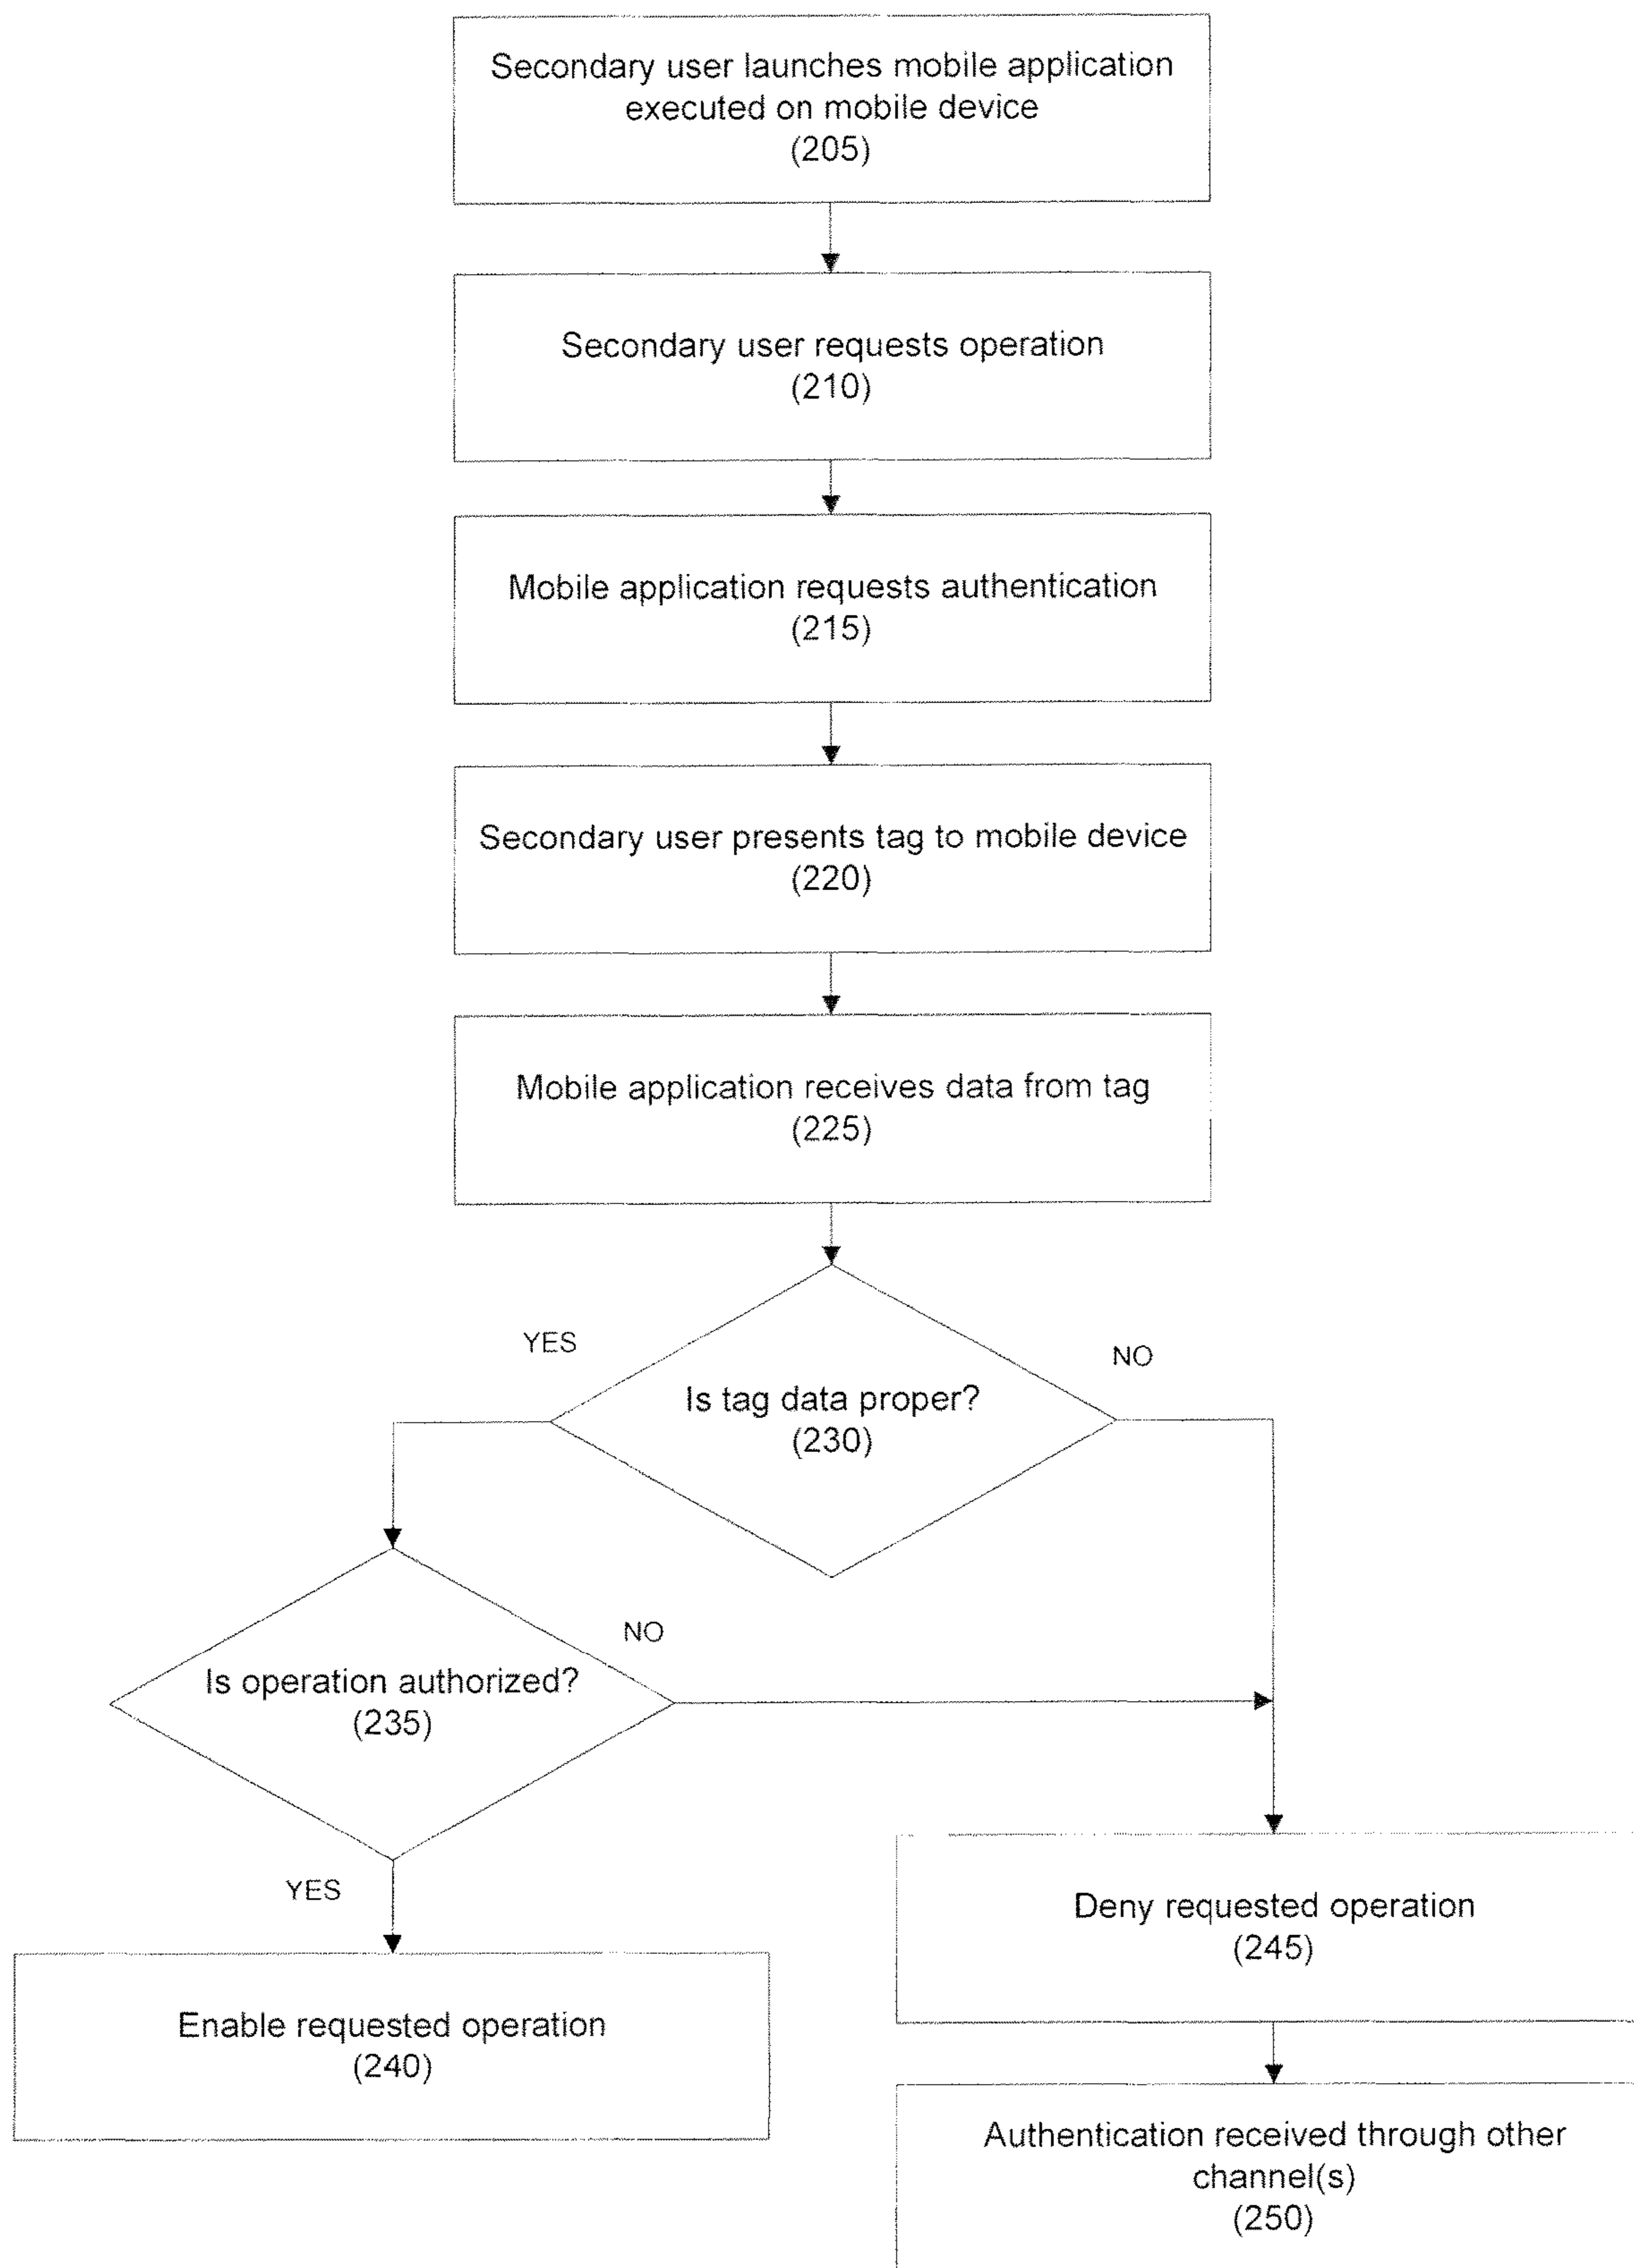 Secondary user launches mobile application
executed on mobile device
(205)
Secondary user requests operation
(210)
Mobile application requests authentication
(215)
Secondary user presents tag to mobile device
(220)
Mobile application receives data from tag
(225)
YES
NO
Is tag data proper?
(230)
NO
Is operation authorized?
(235)
YES
Deny requested operation
(245)
Enable requested operation
(240)
Authentication received through other
channel(s)
(250)